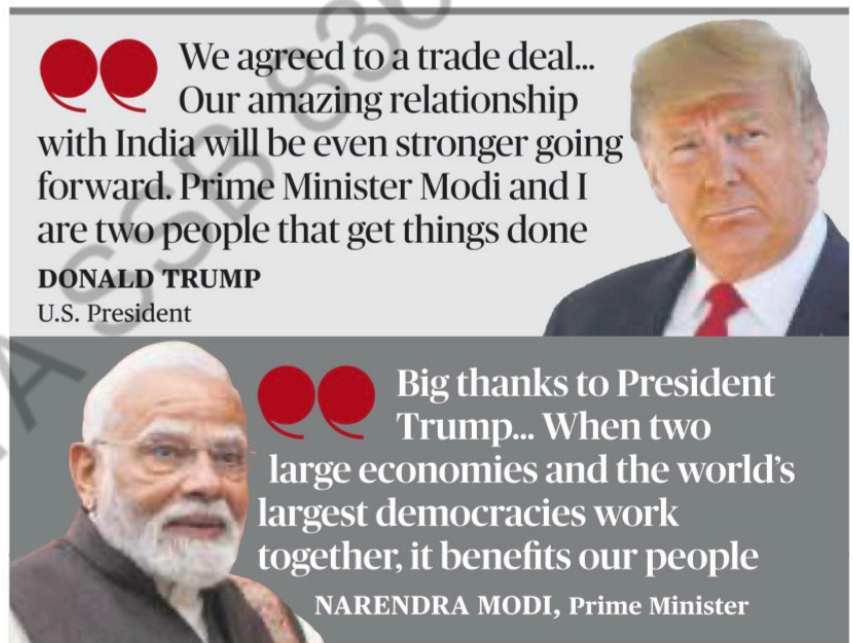 We agreed to a trade deal...
Our amazing relationship
with India will be even stronger going
forward. Prime Minister Modi and I
are two people that get things done
DONALD TRUMP
U.S. President
Big thanks to President
Trump... When two
large economies and the world’s
largest democracies work
together, it benefits our people
NARENDRA MODI, Prime Minister
A SSB 836